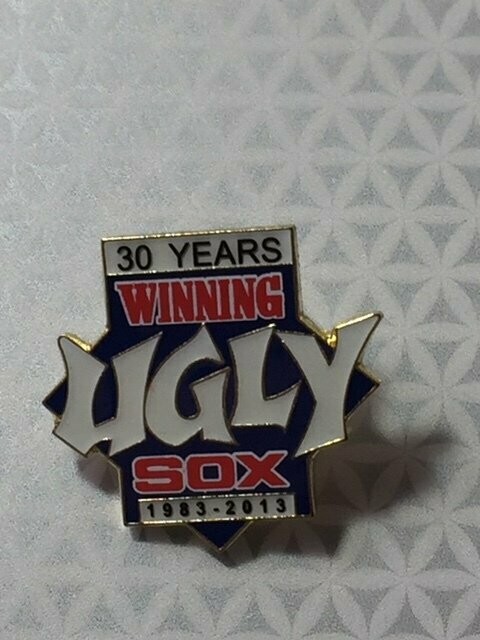 30 YEARS
WINNING
UGLY
SOX
1983-2013